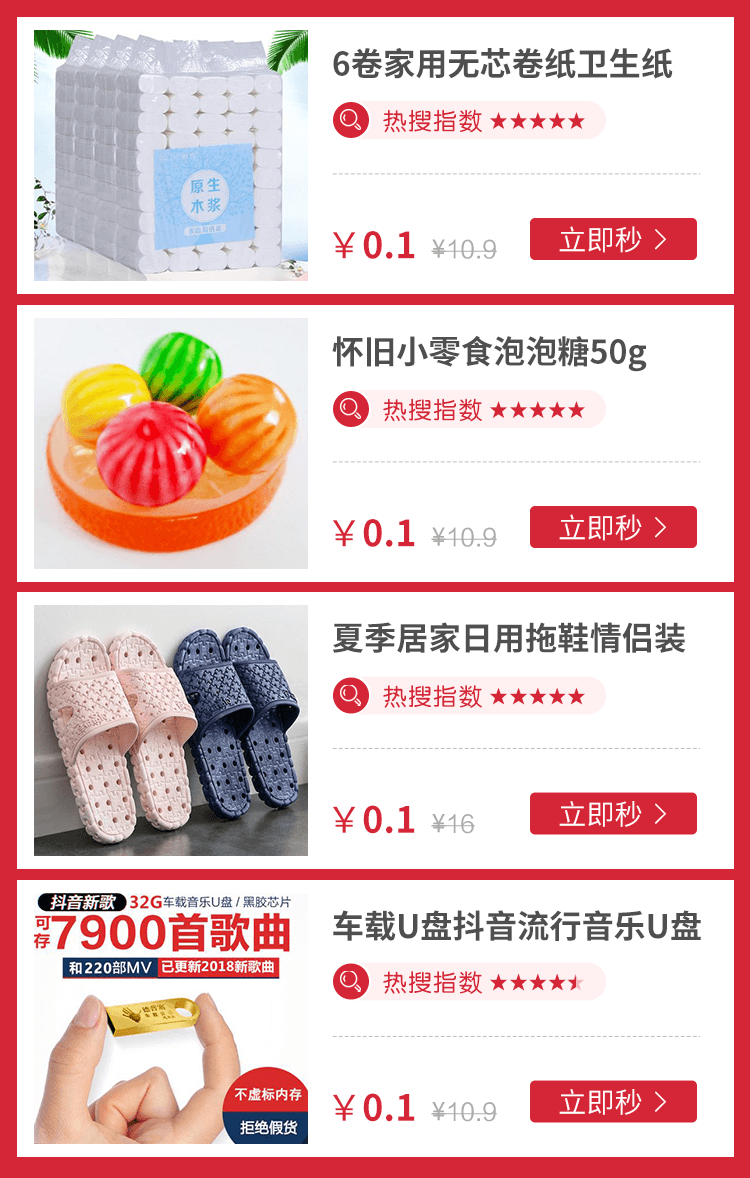 6卷家用无芯卷纸卫生纸
热搜指数 ★★★★★
¥0.1 ¥10.9 立即秒 >
原生
木浆
怀旧小零食泡泡糖50g
热搜指数 ★★★★★
¥0.1 ¥10.9 立即秒 >
夏季居家日用拖鞋情侣装
热搜指数 ★★★★★
¥0.1 ¥16 立即秒 >
抖音新歌 32G车载音乐U盘 / 黑胶芯片
可存7900首歌曲
和220部MV 已更新2018新歌曲
不虚标内存
拒绝假货
车载U盘抖音流行音乐U盘
热搜指数
¥0.1 ¥10.9 立即秒 >